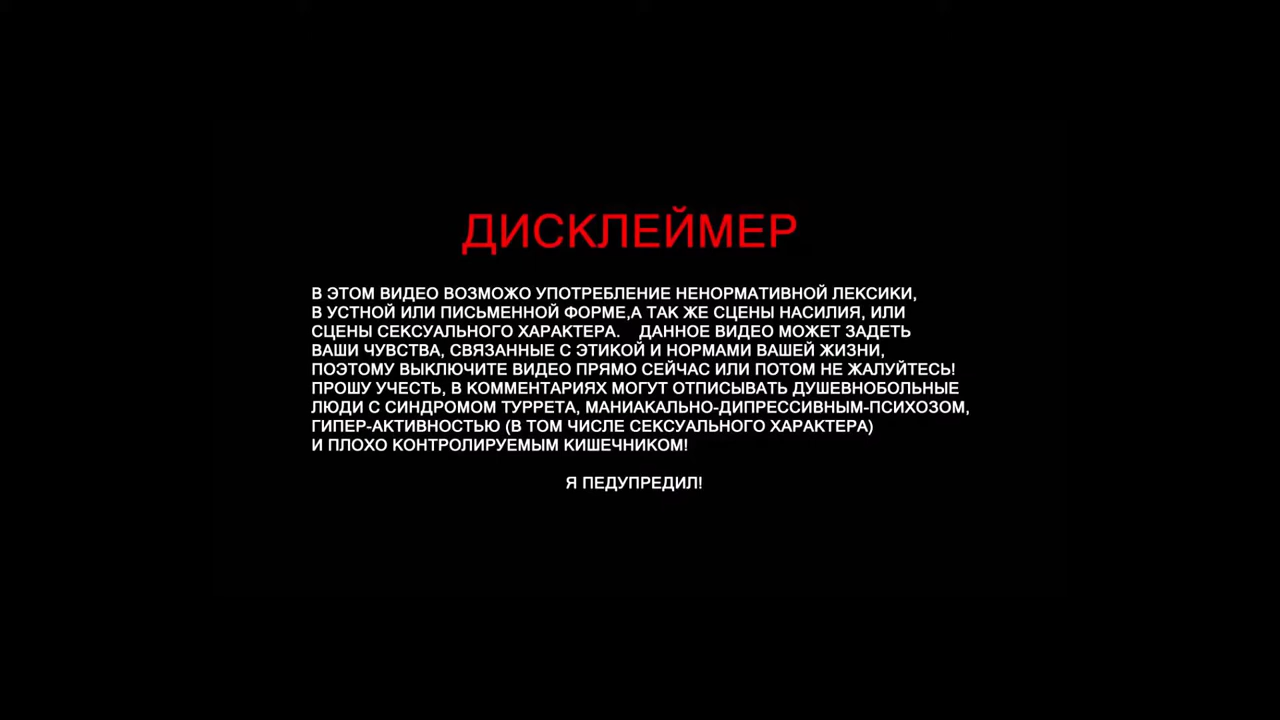 ДИСКЛЕЙМЕР
В ЭТОМ ВИДЕО ВОЗМОЖО УПОТРЕБЛЕНИЕ НЕНОРМАТИВНОЙ ЛЕКСИКИ,
В УСТНОЙ ИЛИ ПИСЬМЕННОЙ ФОРМЕ,А ТАК ЖЕ СЦЕНЫ НАСИЛИЯ, ИЛИ
СЦЕНЫ СЕКСУАЛЬНОГО ХАРАКТЕРА. ДАННОЕ ВИДЕО МОЖЕТ ЗАДЕТЬ
ВАШИ ЧУВСТВА, СВЯЗАННЫЕ С ЭТИКОЙ И НОРМАМИ ВАШЕЙ ЖИЗНИ,
ПОЭТОМУ ВЫКЛЮЧИТЕ ВИДЕО ПРЯМО СЕЙЧАС ИЛИ ПОТОМ НЕ ЖАЛУЙТЕСЬ!
ПРОШУ УЧЕСТЬ, В КОММЕНТАРИЯХ МОГУТ ОТПИСЫВАТЬ ДУШЕВНОБОЛЬНЫЕ
ЛЮДИ С СИНДРОМОМ ТУРРЕТА, МАНИАКАЛЬНО-ДИПРЕССИВНЫМ-ПСИХОЗОМ,
ГИПЕР-АКТИВНОСТЬЮ (В ТОМ ЧИСЛЕ СЕКСУАЛЬНОГО ХАРАКТЕРА)
И ПЛОХО КОНТРОЛИРУЕМЫМ КИШЕЧНИКОМ!
Я ПЕДУПРЕДИЛ!